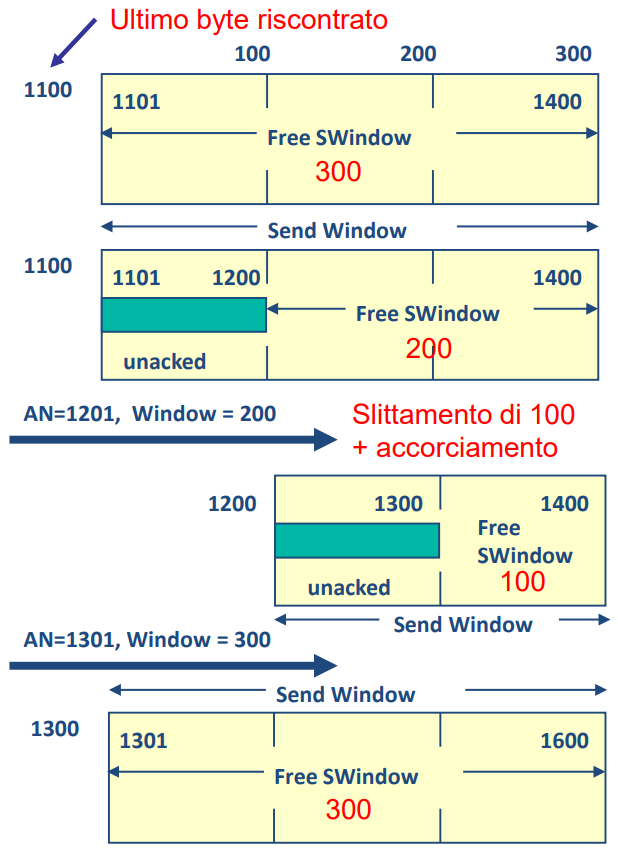 Ultimo byte riscontrato
100 200 300
1100
1101 1400
Free SWindow
300
Send Window
1100
1101 1200 1400
Free SWindow
200
unacked
AN=1201, Window = 200
Slittamento di 100
+ accorciamento
1200
1300 1400
Free
SWindow
100
unacked
Send Window
AN=1301, Window = 300
Send Window
1300
1301 1600
Free SWindow
300